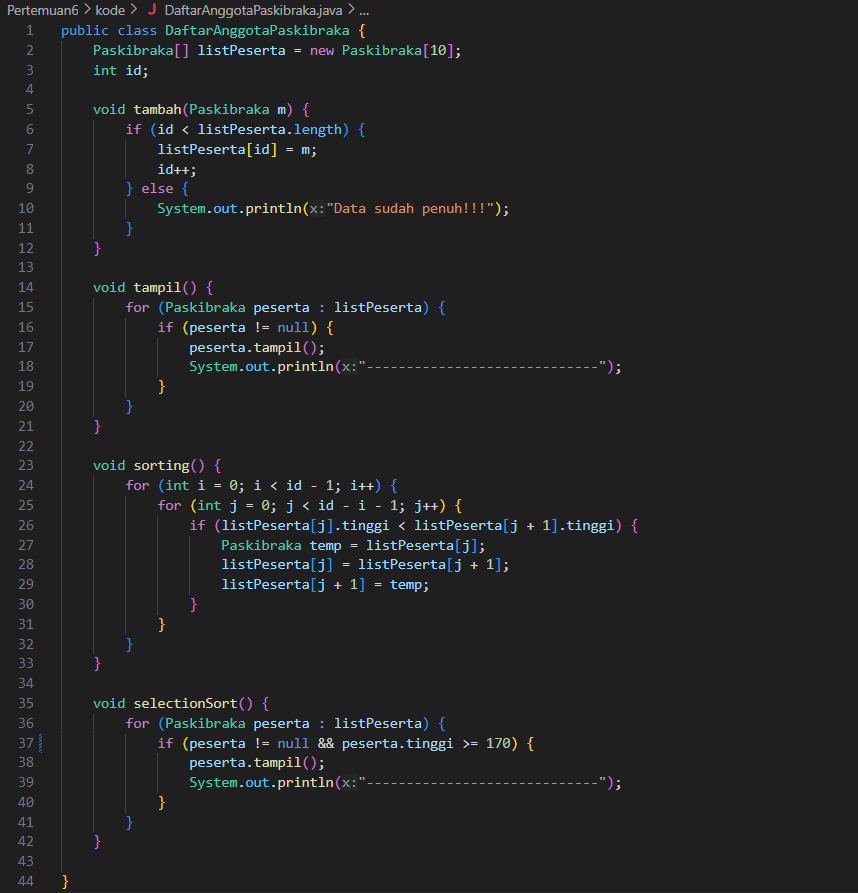 Pertemuan6 > kode > J DaftarAnggotaPaskibraka.java > ...
1 public class DaftarAnggotaPaskibraka {
2     Paskibraka[] listPeserta = new Paskibraka[10];
3     int id;
4
5     void tambah(Paskibraka m) {
6         if (id < listPeserta.length) {
7             listPeserta[id] = m;
8             id++;
9         } else {
10             System.out.println(x:"Data sudah penuh!!!");
11         }
12     }
13
14     void tampil() {
15         for (Paskibraka peserta : listPeserta) {
16             if (peserta != null) {
17                 peserta.tampil();
18                 System.out.println(x:"-----------------------------");
19             }
20         }
21     }
22
23     void sorting() {
24         for (int i = 0; i < id - 1; i++) {
25             for (int j = 0; j < id - i - 1; j++) {
26                 if (listPeserta[j].tinggi < listPeserta[j + 1].tinggi) {
27                     Paskibraka temp = listPeserta[j];
28                     listPeserta[j] = listPeserta[j + 1];
29                     listPeserta[j + 1] = temp;
30                 }
31             }
32         }
33     }
34
35     void selectionSort() {
36         for (Paskibraka peserta : listPeserta) {
37             if (peserta != null && peserta.tinggi >= 170) {
38                 peserta.tampil();
39                 System.out.println(x:"-----------------------------");
40             }
41         }
42     }
43
44 }